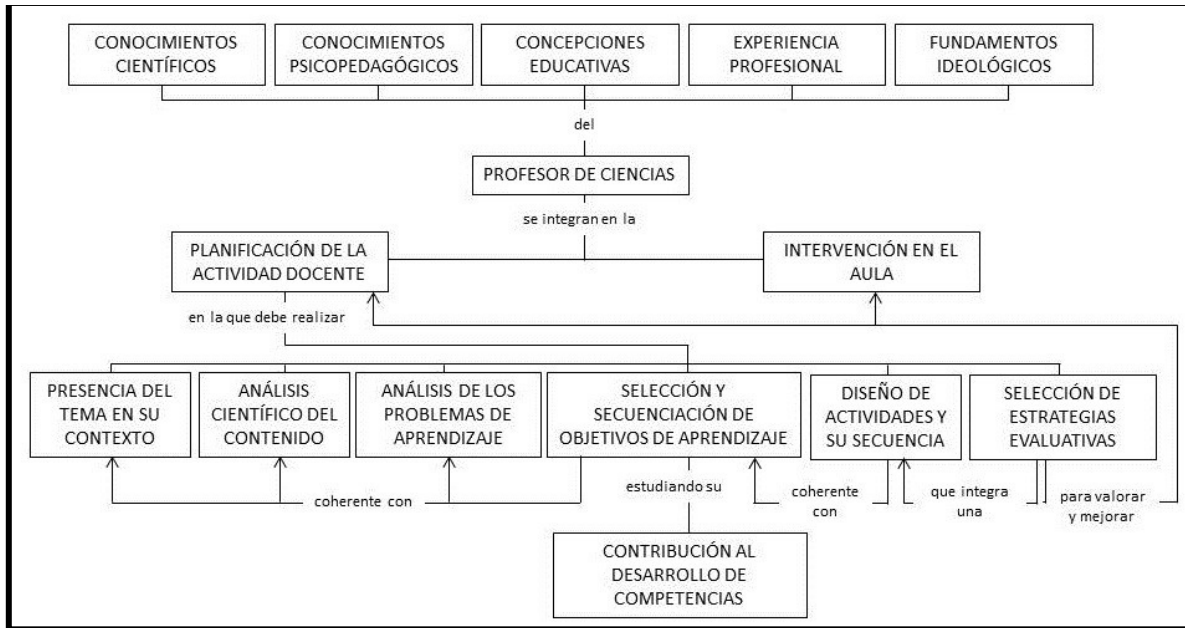 CONOCIMIENTOS
CIENTÍFICOS
CONOCIMIENTOS
PSICOPEDAGÓGICOS
CONCEPCIONES
EDUCATIVAS
EXPERIENCIA
PROFESIONAL
FUNDAMENTOS
IDEOLÓGICOS
del
PROFESOR DE CIENCIAS
se integran en la
PLANIFICACIÓN DE LA
ACTIVIDAD DOCENTE
INTERVENCIÓN EN EL
AULA
en la que debe realizar
PRESENCIA DEL
TEMA EN SU
CONTEXTO
ANÁLISIS
CIENTÍFICO DEL
CONTENIDO
ANÁLISIS DE LOS
PROBLEMAS DE
APRENDIZAJE
SELECCIÓN Y
SECUENCIACIÓN DE
OBJETIVOS DE APRENDIZAJE
DISEÑO DE
ACTIVIDADES Y
SU SECUENCIA
SELECCIÓN DE
ESTRATEGIAS
EVALUATIVAS
coherente con
estudiando su
coherente
con
que integra
una
para valorar
y mejorar
CONTRIBUCIÓN AL
DESARROLLO DE
COMPETENCIAS